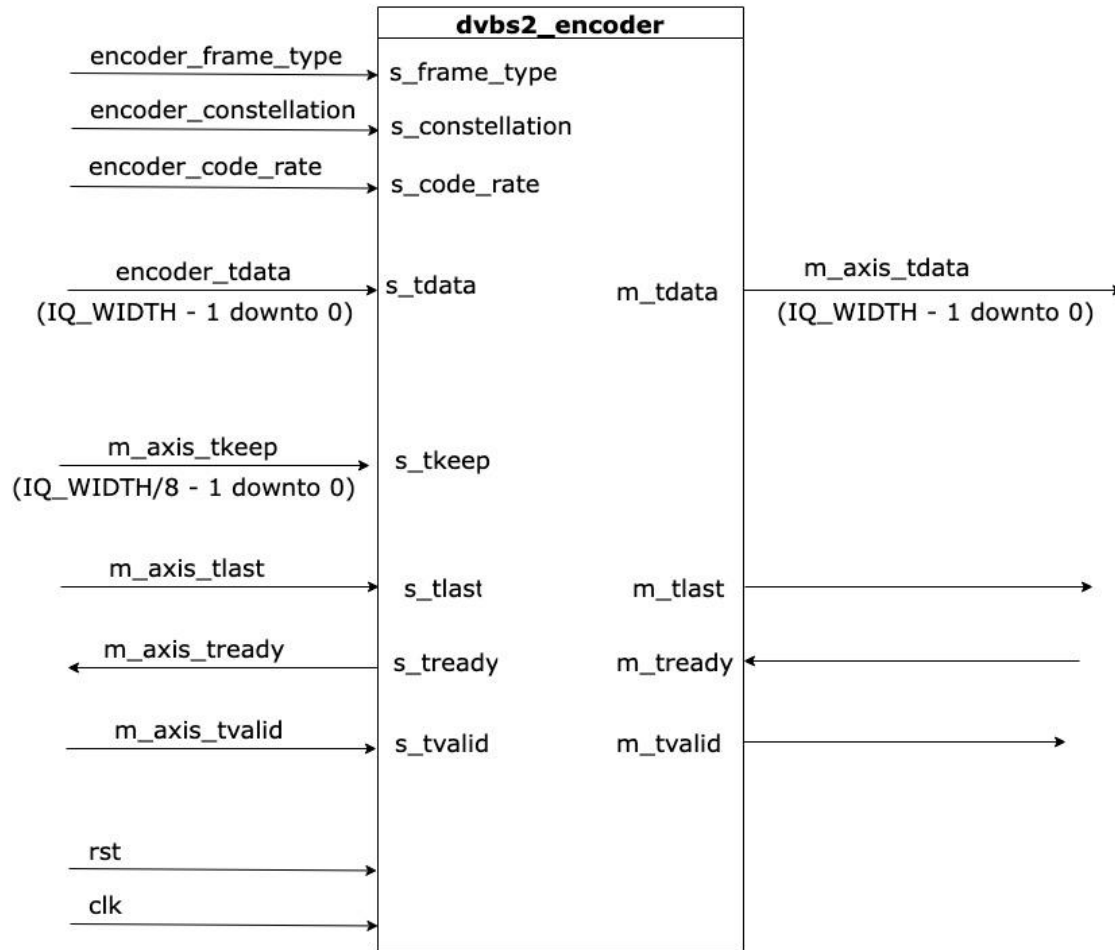 dvbs2_encoder
encoder_frame_type
s_frame_type
encoder_constellation
s_constellation
encoder_code_rate
s_code_rate
encoder_tdata
(IQ_WIDTH - 1 downto 0)
s_tdata
m_tdata
m_axis_tdata
(IQ_WIDTH - 1 downto 0)
m_axis_tkeep
(IQ_WIDTH/8 - 1 downto 0)
s_tkeep
m_axis_tlast
s_tlast
m_tlast
m_axis_tready
s_tready
m_tready
m_axis_tvalid
s_tvalid
m_tvalid
rst
clk